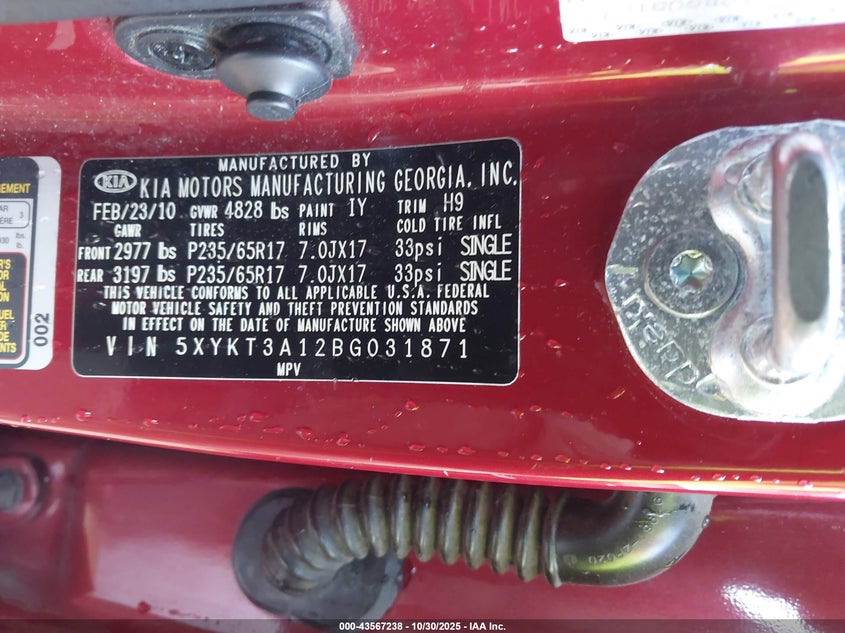 MANUFACTURED BY
KIA KIA MOTORS MANUFACTURING GEORGIA, INC.
FEB/23/10 GVWR 4828 lbs PAINT IY TRIM H9
GAWR TIRES RIMS COLD TIRE INFL
FRONT 2977 lbs P235/65R17 7.0JX17 33psi SINGLE
REAR 3197 lbs P235/65R17 7.0JX17 33psi SINGLE
THIS VEHICLE CONFORMS TO ALL APPLICABLE U.S.A. FEDERAL
MOTOR VEHICLE SAFETY AND THEFT PREVENTION STANDARDS
IN EFFECT ON THE DATE OF MANUFACTURE SHOWN ABOVE
VIN 5XYKT3A12BG031871
MPV
002
000-43567238 - 10/30/2025 - IAA Inc.